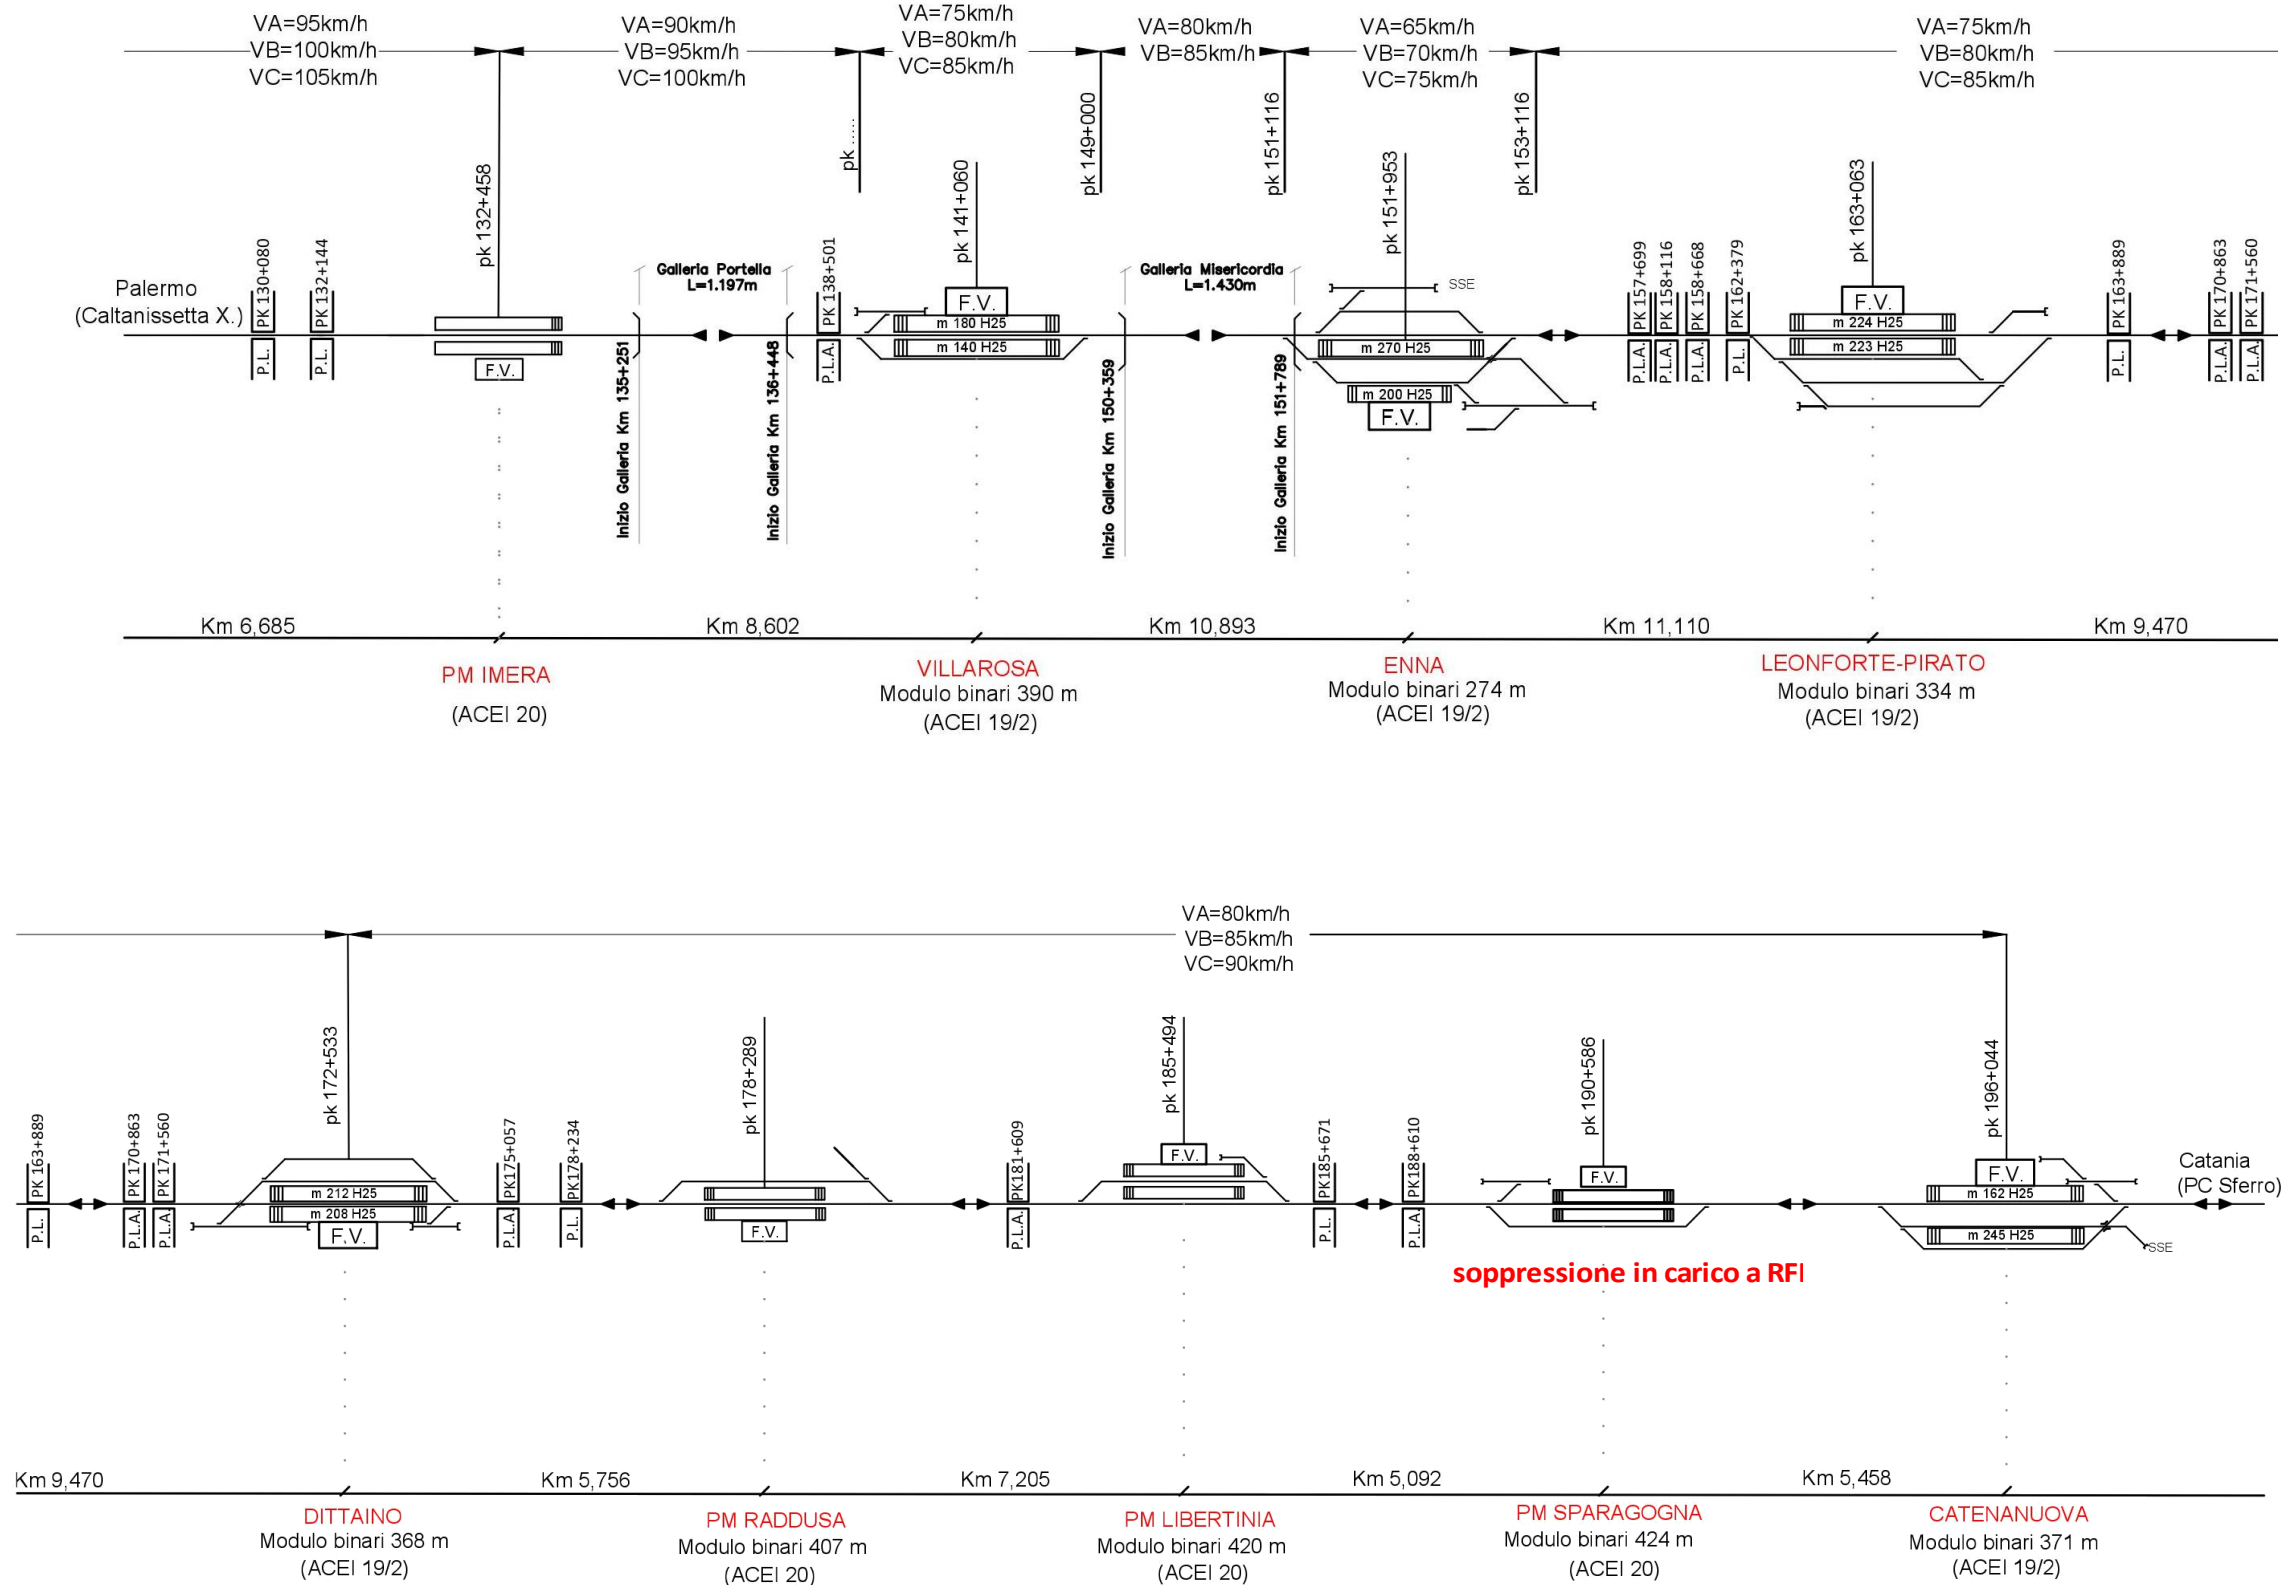 VA=95km/h
VB=100km/h
VC=105km/h
VA=90km/h
VB=95km/h
VC=100km/h
VA=75km/h
VB=80km/h
VC=85km/h
VA=80km/h
VB=85km/h
VA=65km/h
VB=70km/h
VC=75km/h
VA=75km/h
VB=80km/h
VC=85km/h
pk 132+458
pk ......
pk 141+060
pk 149+000
pk 151+116
pk 151+953
pk 153+116
pk 163+063
Palermo
(Caltanissetta X.)
PK 130+080
P.L.
PK 132+144
P.L.
F.V.
Galleria Portella
L=1.197m
Inizio Galleria Km 135+251
Inizio Galleria Km 136+448
PK 138+501
P.L.A.
F.V.
m 180 H25
m 140 H25
Galleria Misericordia
L=1.430m
Inizio Galleria Km 150+359
Inizio Galleria Km 151+789
SSE
m 270 H25
m 200 H25
F.V.
PK 157+699
P.L.A.
PK 158+116
P.L.A.
PK 158+668
P.L.A.
PK 162+379
P.L.
F.V.
m 224 H25
m 223 H25
PK 163+889
P.L.
PK 170+863
P.L.A.
PK 171+560
P.L.A.
Km 6,685
Km 8,602
Km 10,893
Km 11,110
Km 9,470
PM IMERA
(ACEI 20)
VILLAROSA
Modulo binari 390 m
(ACEI 19/2)
ENNA
Modulo binari 274 m
(ACEI 19/2)
LEONFORTE-PIRATO
Modulo binari 334 m
(ACEI 19/2)
VA=80km/h
VB=85km/h
VC=90km/h
pk 172+533
pk 178+289
pk 185+494
pk 190+586
pk 196+044
PK 163+889
P.L.
PK 170+863
P.L.A.
PK 171+560
P.L.A
m 212 H25
m 208 H25
F.V.
PK175+057
P.L.A.
PK178+234
P.L.
F.V.
PK181+609
P.L.A.
F.V.
PK185+671
P.L.
PK188+610
P.L.A.
F.V.
soppressione in carico a RFI
F.V.
m 162 H25
m 245 H25
SSE
Catania
(PC Sferro)
Km 9,470
Km 5,756
Km 7,205
Km 5,092
Km 5,458
DITTAINO
Modulo binari 368 m
(ACEI 19/2)
PM RADDUSA
Modulo binari 407 m
(ACEI 20)
PM LIBERTINIA
Modulo binari 420 m
(ACEI 20)
PM SPARAGOGNA
Modulo binari 424 m
(ACEI 20)
CATENANUOVA
Modulo binari 371 m
(ACEI 19/2)